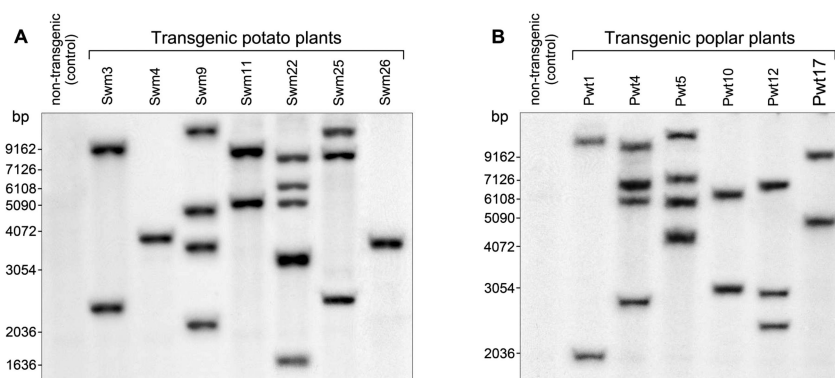 A
Transgenic potato plants
non-transgenic
(control)
Swm3
Swm4
Swm9
Swm11
Swm22
Swm25
Swm26
bp
9162
7126
6108
5090
4072
3054
2036
1636
B
Transgenic poplar plants
non-transgenic
(control)
Pwt1
Pwt4
Pwt5
Pwt10
Pwt12
Pwt17
bp
9162
7126
6108
5090
4072
3054
2036